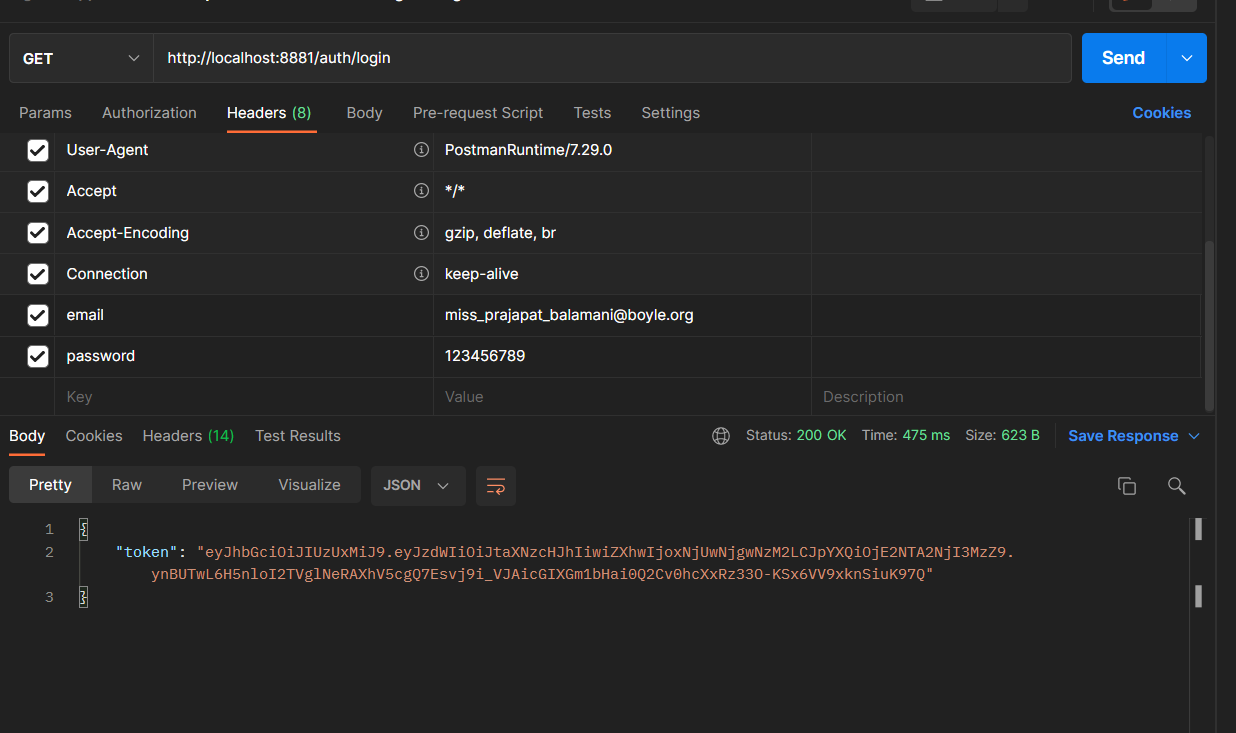 GET http://localhost:8881/auth/login Send
Params Authorization Headers (8) Body Pre-request Script Tests Settings Cookies
User-Agent PostmanRuntime/7.29.0
Accept */*
Accept-Encoding gzip, deflate, br
Connection keep-alive
email miss_prajapat_balamani@boyle.org
password 123456789
Key Value Description
Body Cookies Headers (14) Test Results Status: 200 OK Time: 475 ms Size: 623 B Save Response
Pretty Raw Preview Visualize JSON
1 {
2 "token": "eyJhbGciOiJIUzUxMiJ9.eyJzdWIiOiJtaXNzcHJhIiwiZXhwIjoxNjUwNjgwNzM2LCJpYXQiOjE2NTA2NjI3MzZ9.
ynBUTwL6H5nloI2TVglNeRAXhV5cgQ7Esvj9i_VJAicGIXGm1bHai0Q2Cv0hcXxRz33O-KSx6VV9xknSiuK97Q"
3 }